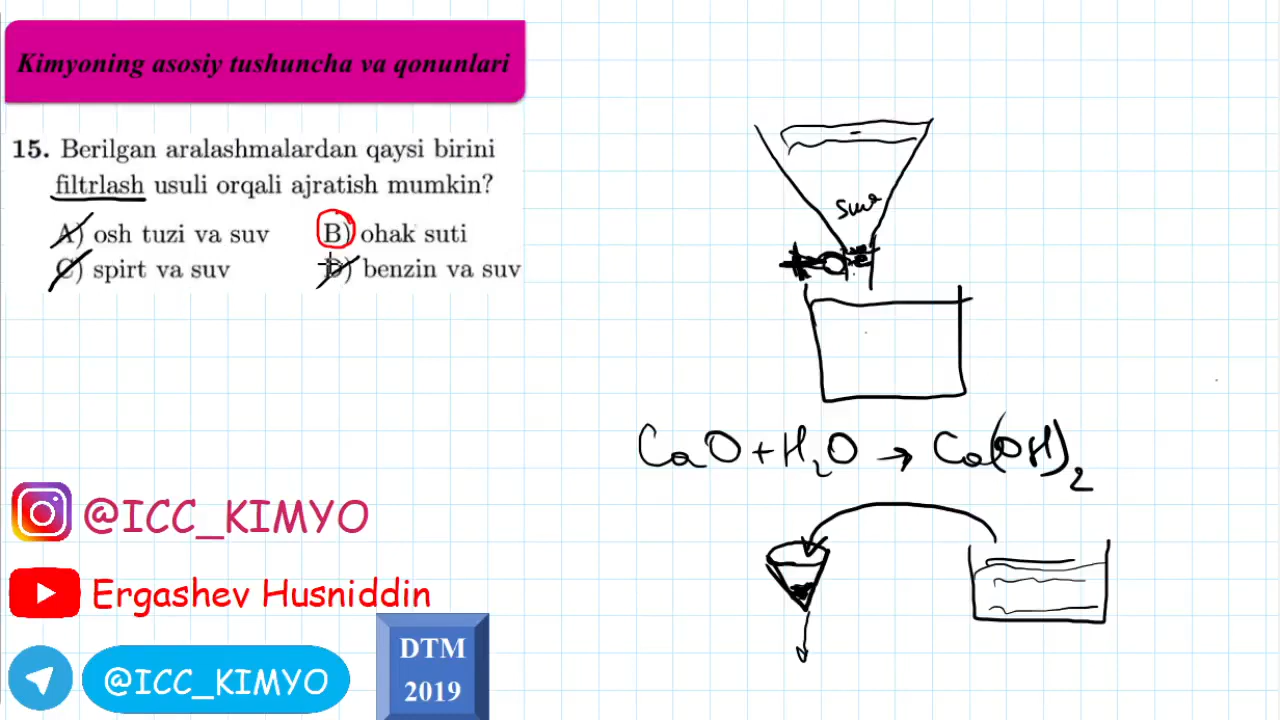 Kimyoning asosiy tushuncha va qonunlari
15. Berilgan aralashmalardan qaysi birini
filtrlash usuli orqali ajratish mumkin?
A) osh tuzi va suv B) ohak suti
C) spirt va suv D) benzin va suv
suv
CaO + H₂O → Ca(OH)₂
@ICC_KIMYO
Ergashev Husniddin
@ICC_KIMYO
DTM
2019